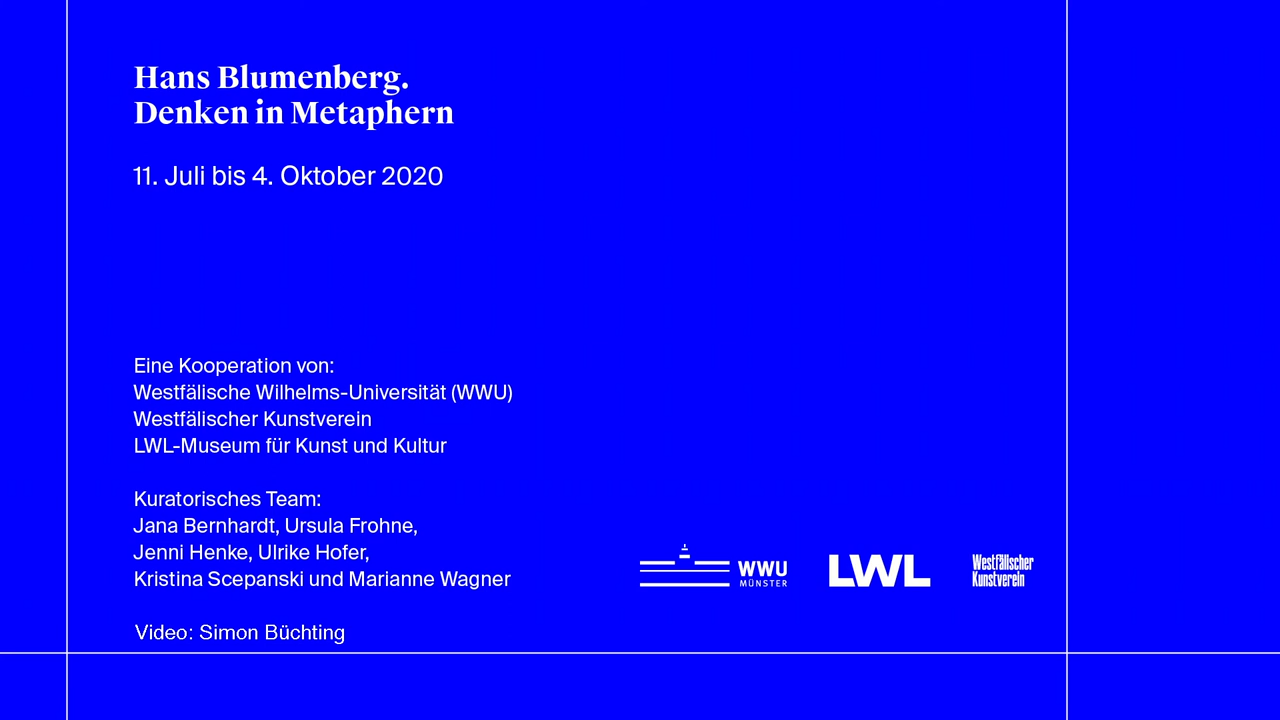 Hans Blumenberg.
Denken in Metaphern
11. Juli bis 4. Oktober 2020
Eine Kooperation von:
Westfälische Wilhelms-Universität (WWU)
Westfälischer Kunstverein
LWL-Museum für Kunst und Kultur
Kuratorisches Team:
Jana Bernhardt, Ursula Frohne,
Jenni Henke, Ulrike Hofer,
Kristina Scepanski und Marianne Wagner
Video: Simon Büchting
WWU
MÜNSTER
LWL
Westfälischer
Kunstverein